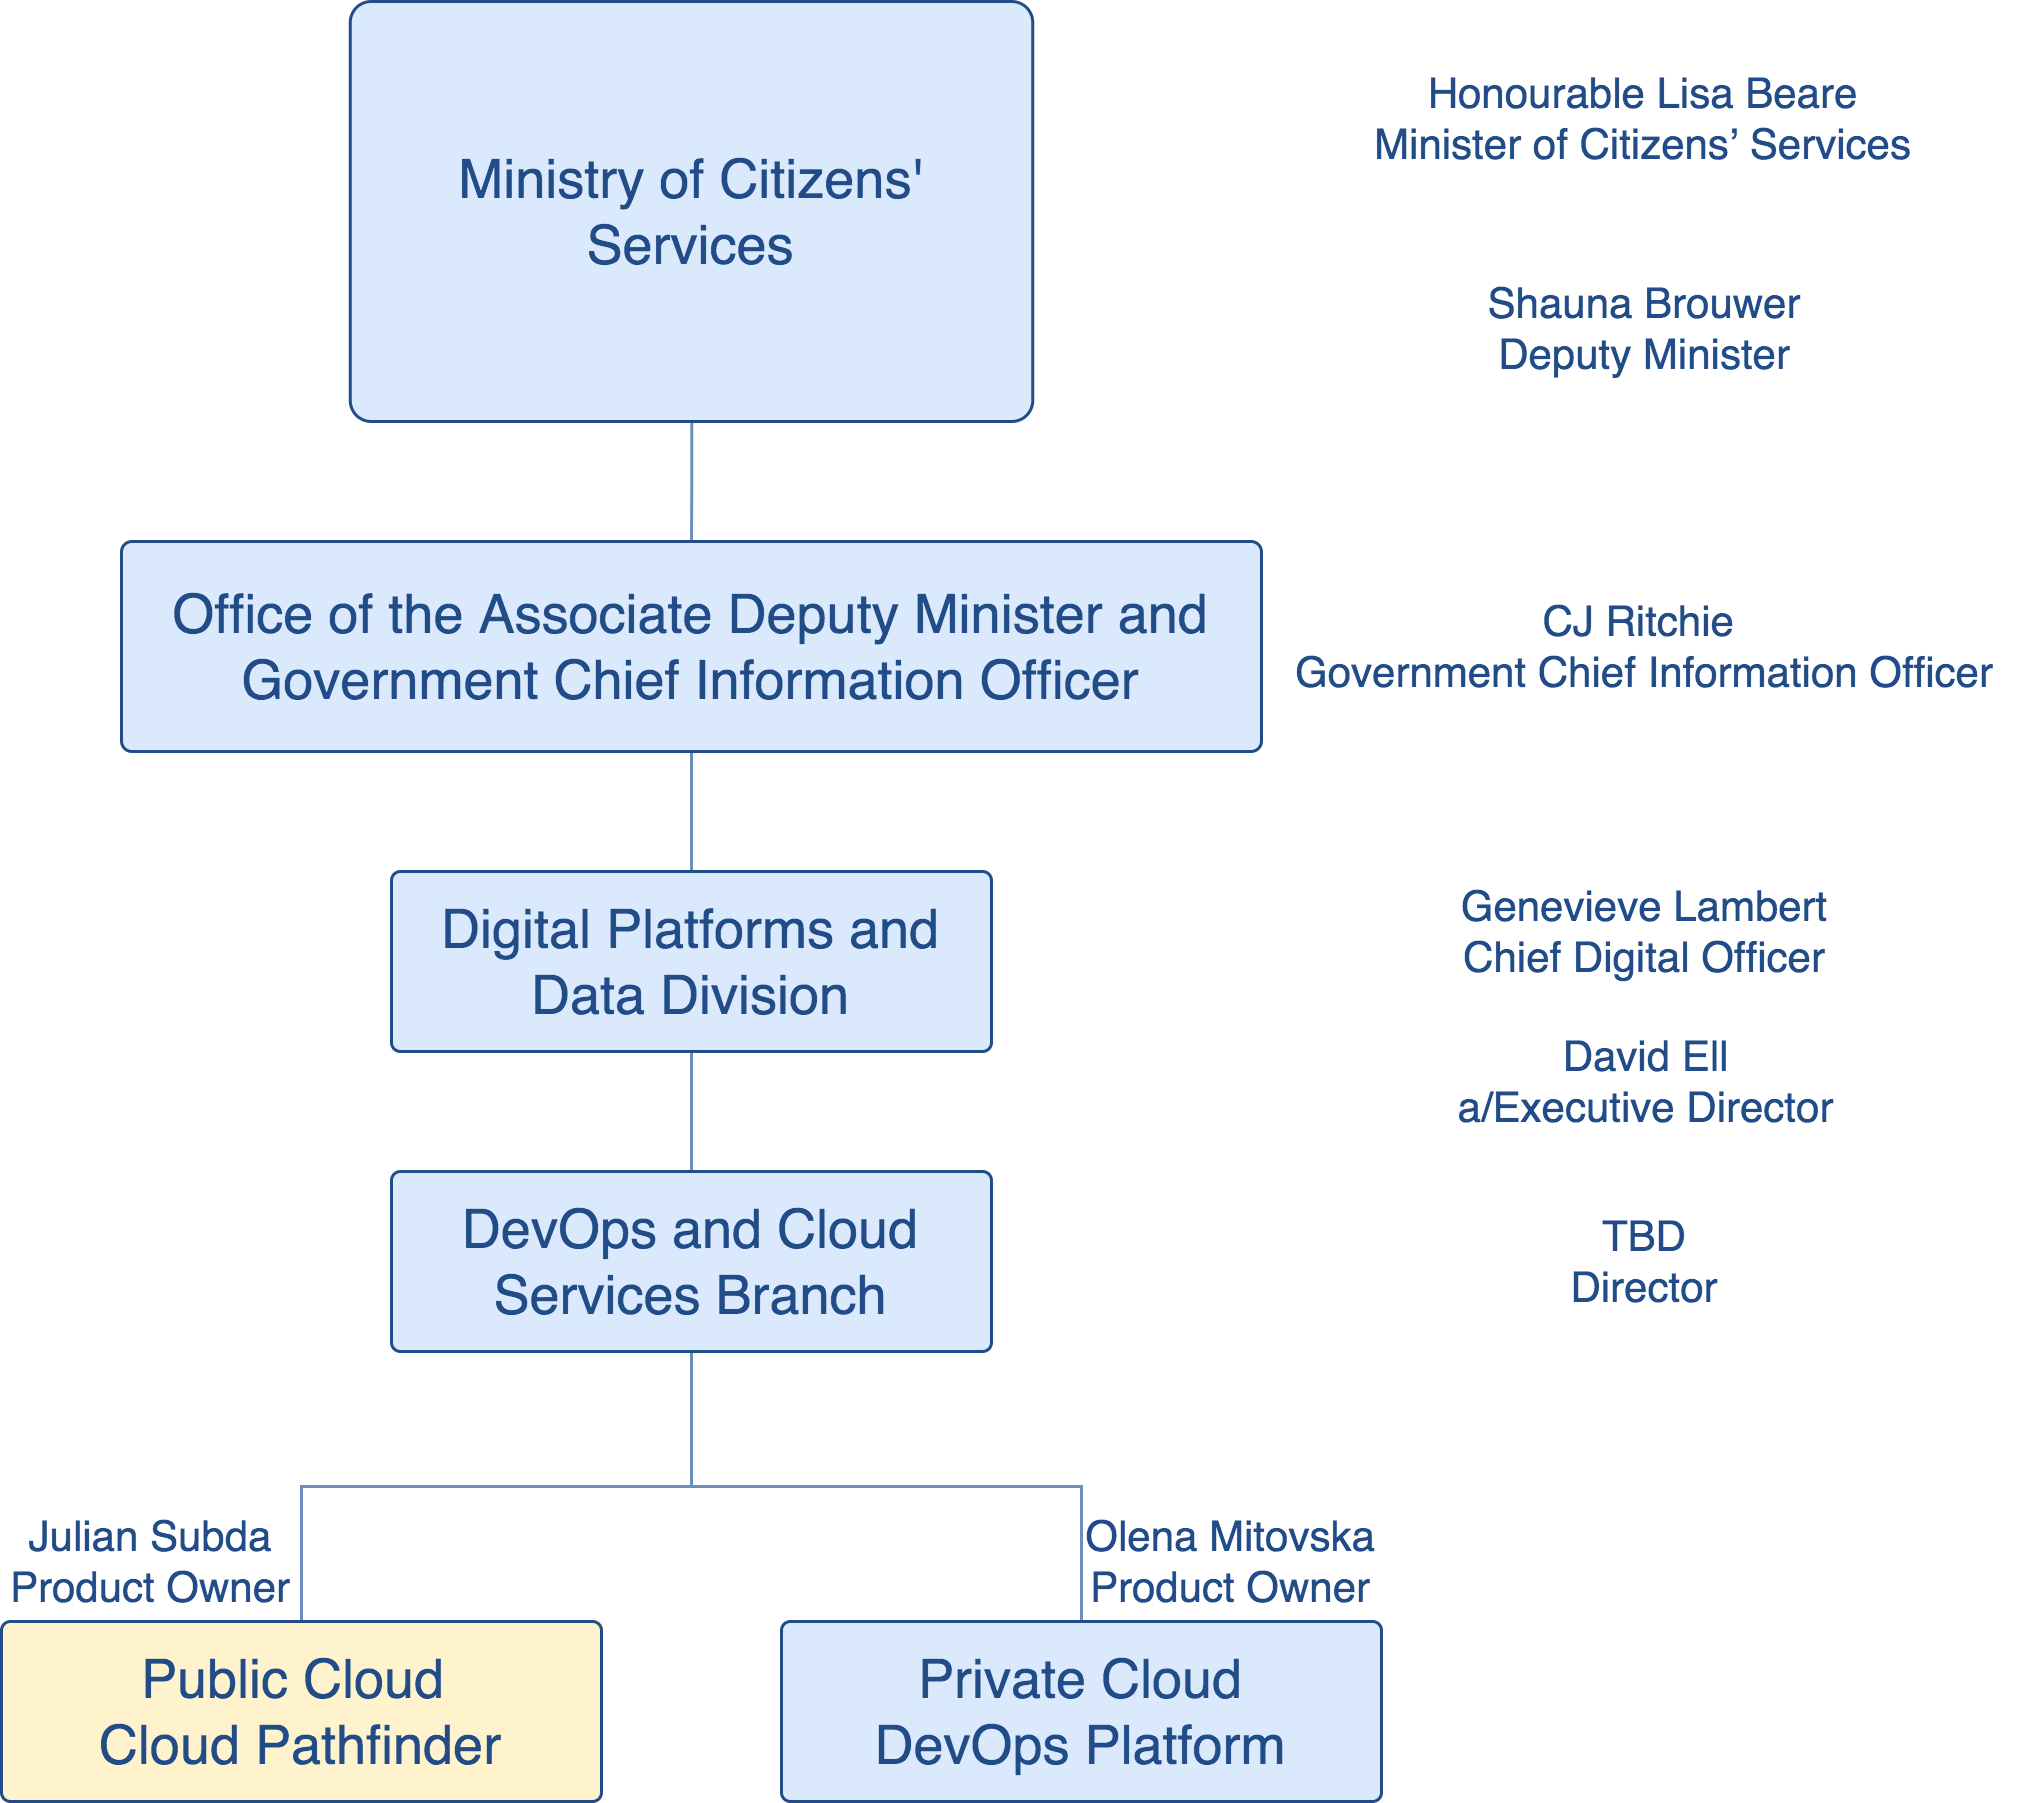 Ministry of Citizens'
Services
Honourable Lisa Beare
Minister of Citizens’ Services
Shauna Brouwer
Deputy Minister
Office of the Associate Deputy Minister and
Government Chief Information Officer
CJ Ritchie
Government Chief Information Officer
Digital Platforms and
Data Division
Genevieve Lambert
Chief Digital Officer
David Ell
a/Executive Director
DevOps and Cloud
Services Branch
TBD
Director
Julian Subda
Product Owner
Olena Mitovska
Product Owner
Public Cloud
Cloud Pathfinder
Private Cloud
DevOps Platform